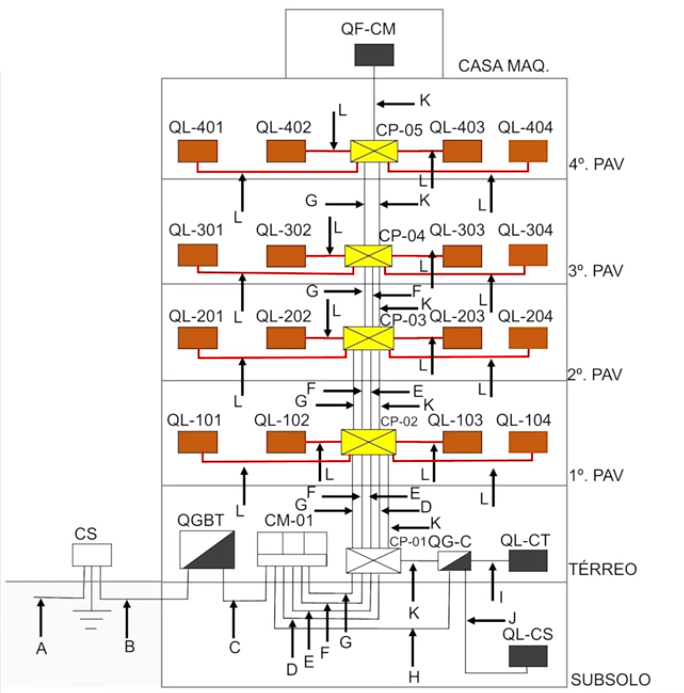 QF-CM
CASA MAQ.
K
L
QL-401
QL-402
CP-05
QL-403
QL-404
L
4º. PAV
G
K
L
L
L
QL-301
QL-302
CP-04
QL-303
QL-304
L
3º. PAV
G
F
K
L
L
L
QL-201
QL-202
CP-03
QL-203
QL-204
L
2º. PAV
F
E
G
K
L
L
QL-101
QL-102
CP-02
QL-103
QL-104
L
L
1º. PAV
F
E
L
L
G
D
K
CS
QGBT
CM-01
CP-01
QG-C
QL-CT
TÉRREO
I
K
J
QL-CS
A
B
C
D
E
F
G
H
SUBSOLO